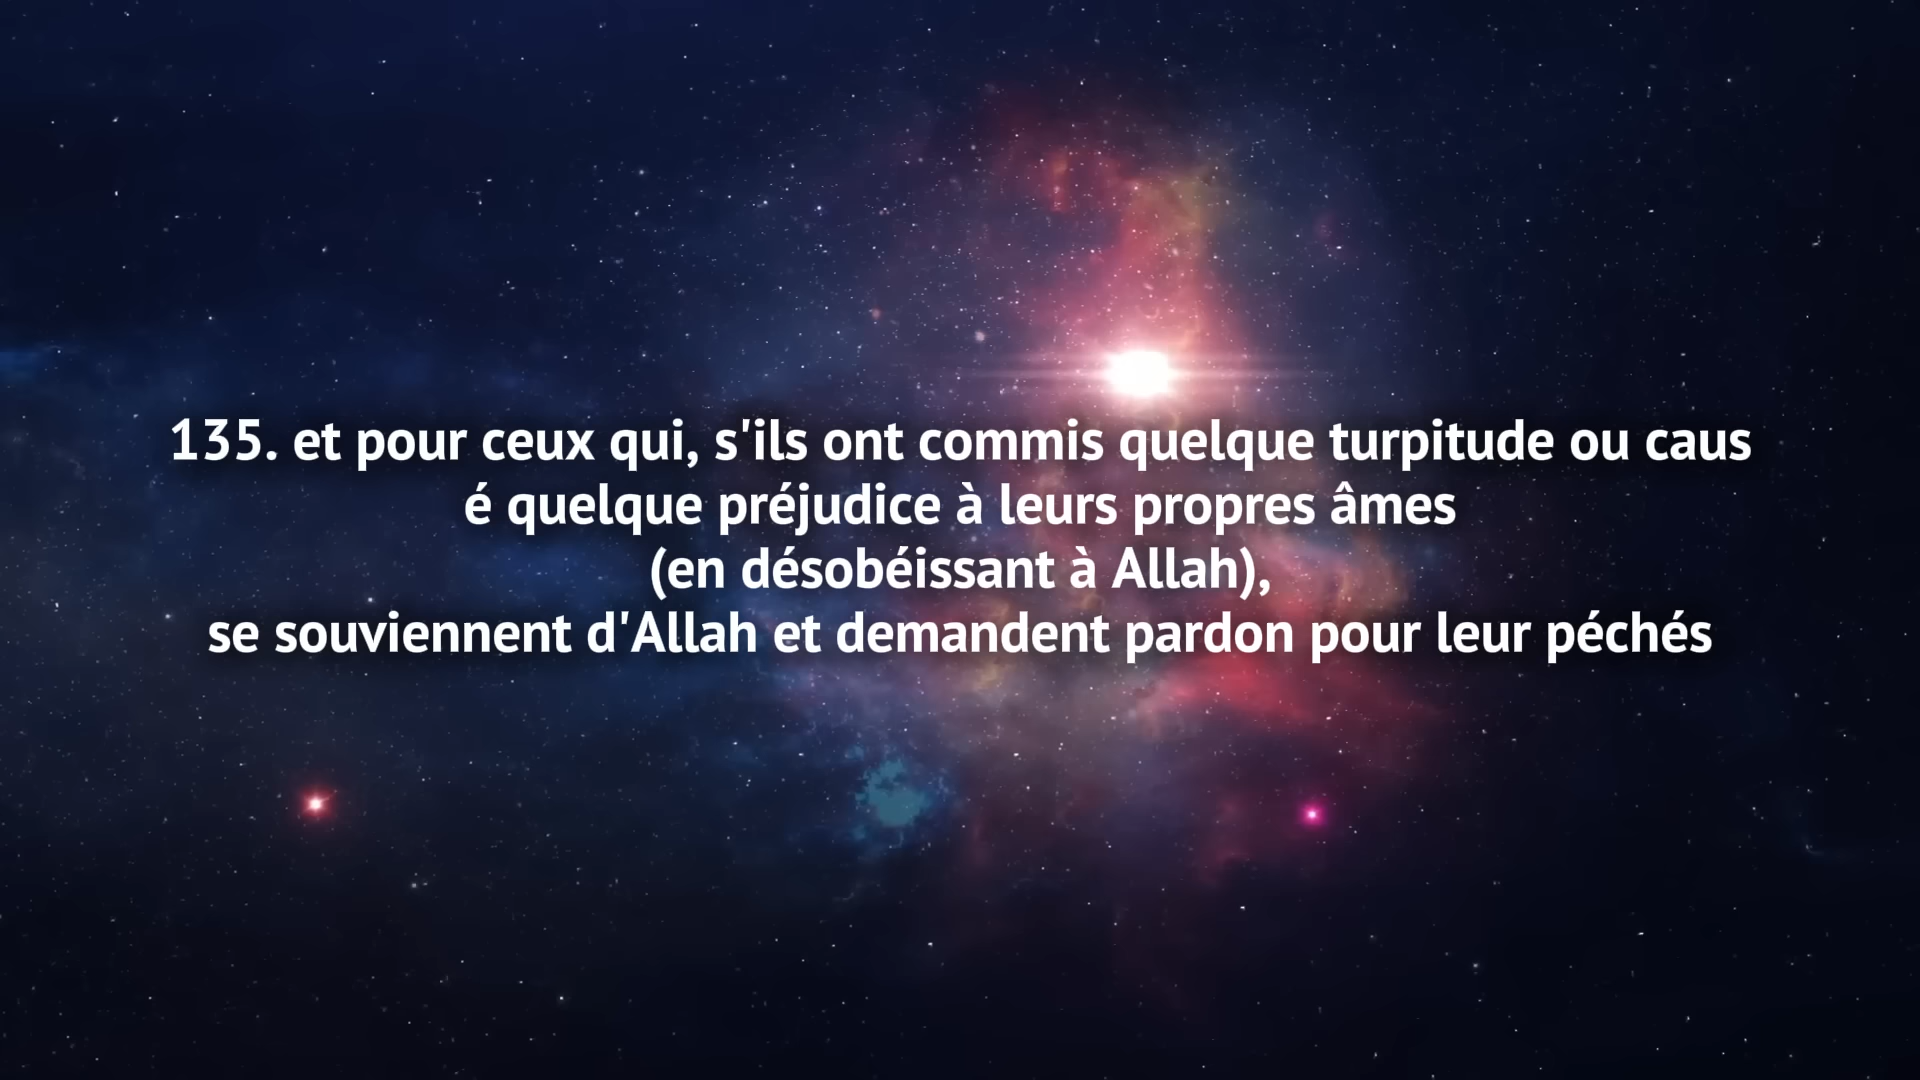 135. et pour ceux qui, s'ils ont commis quelque turpitude ou caus
é quelque préjudice à leurs propres âmes
(en désobéissant à Allah),
se souviennent d'Allah et demandent pardon pour leur péchés